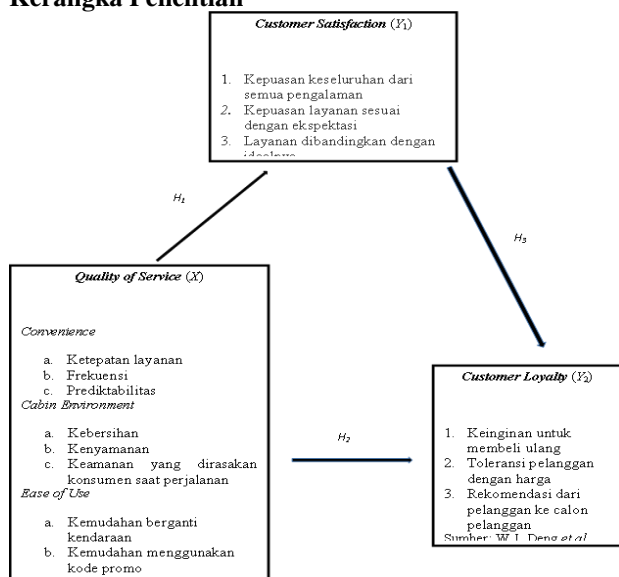 Kerangka Penelitian
Customer Satisfaction (Y₁)
1. Kepuasan keseluruhan dari
semua pengalaman
2. Kepuasan layanan sesuai
dengan ekspektasi
3. Layanan dibandingkan dengan
idealnya
H₁
H₃
Quality of Service (X)
Convenience
a. Ketepatan layanan
b. Frekuensi
c. Prediktabilitas
Cabin Environment
a. Kebersihan
b. Kenyamanan
c. Keamanan yang dirasakan
konsumen saat perjalanan
Ease of Use
a. Kemudahan berganti
kendaraan
b. Kemudahan menggunakan
kode promo
H₂
Customer Loyalty (Y₂)
1. Keinginan untuk
membeli ulang
2. Toleransi pelanggan
dengan harga
3. Rekomendasi dari
pelanggan ke calon
pelanggan
Sumber: W.J. Deng et al